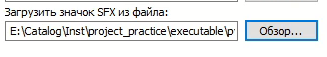 Загрузить значок SFX из файла:
E:\Catalog\Inst\project_practice\executable\p
Обзор...